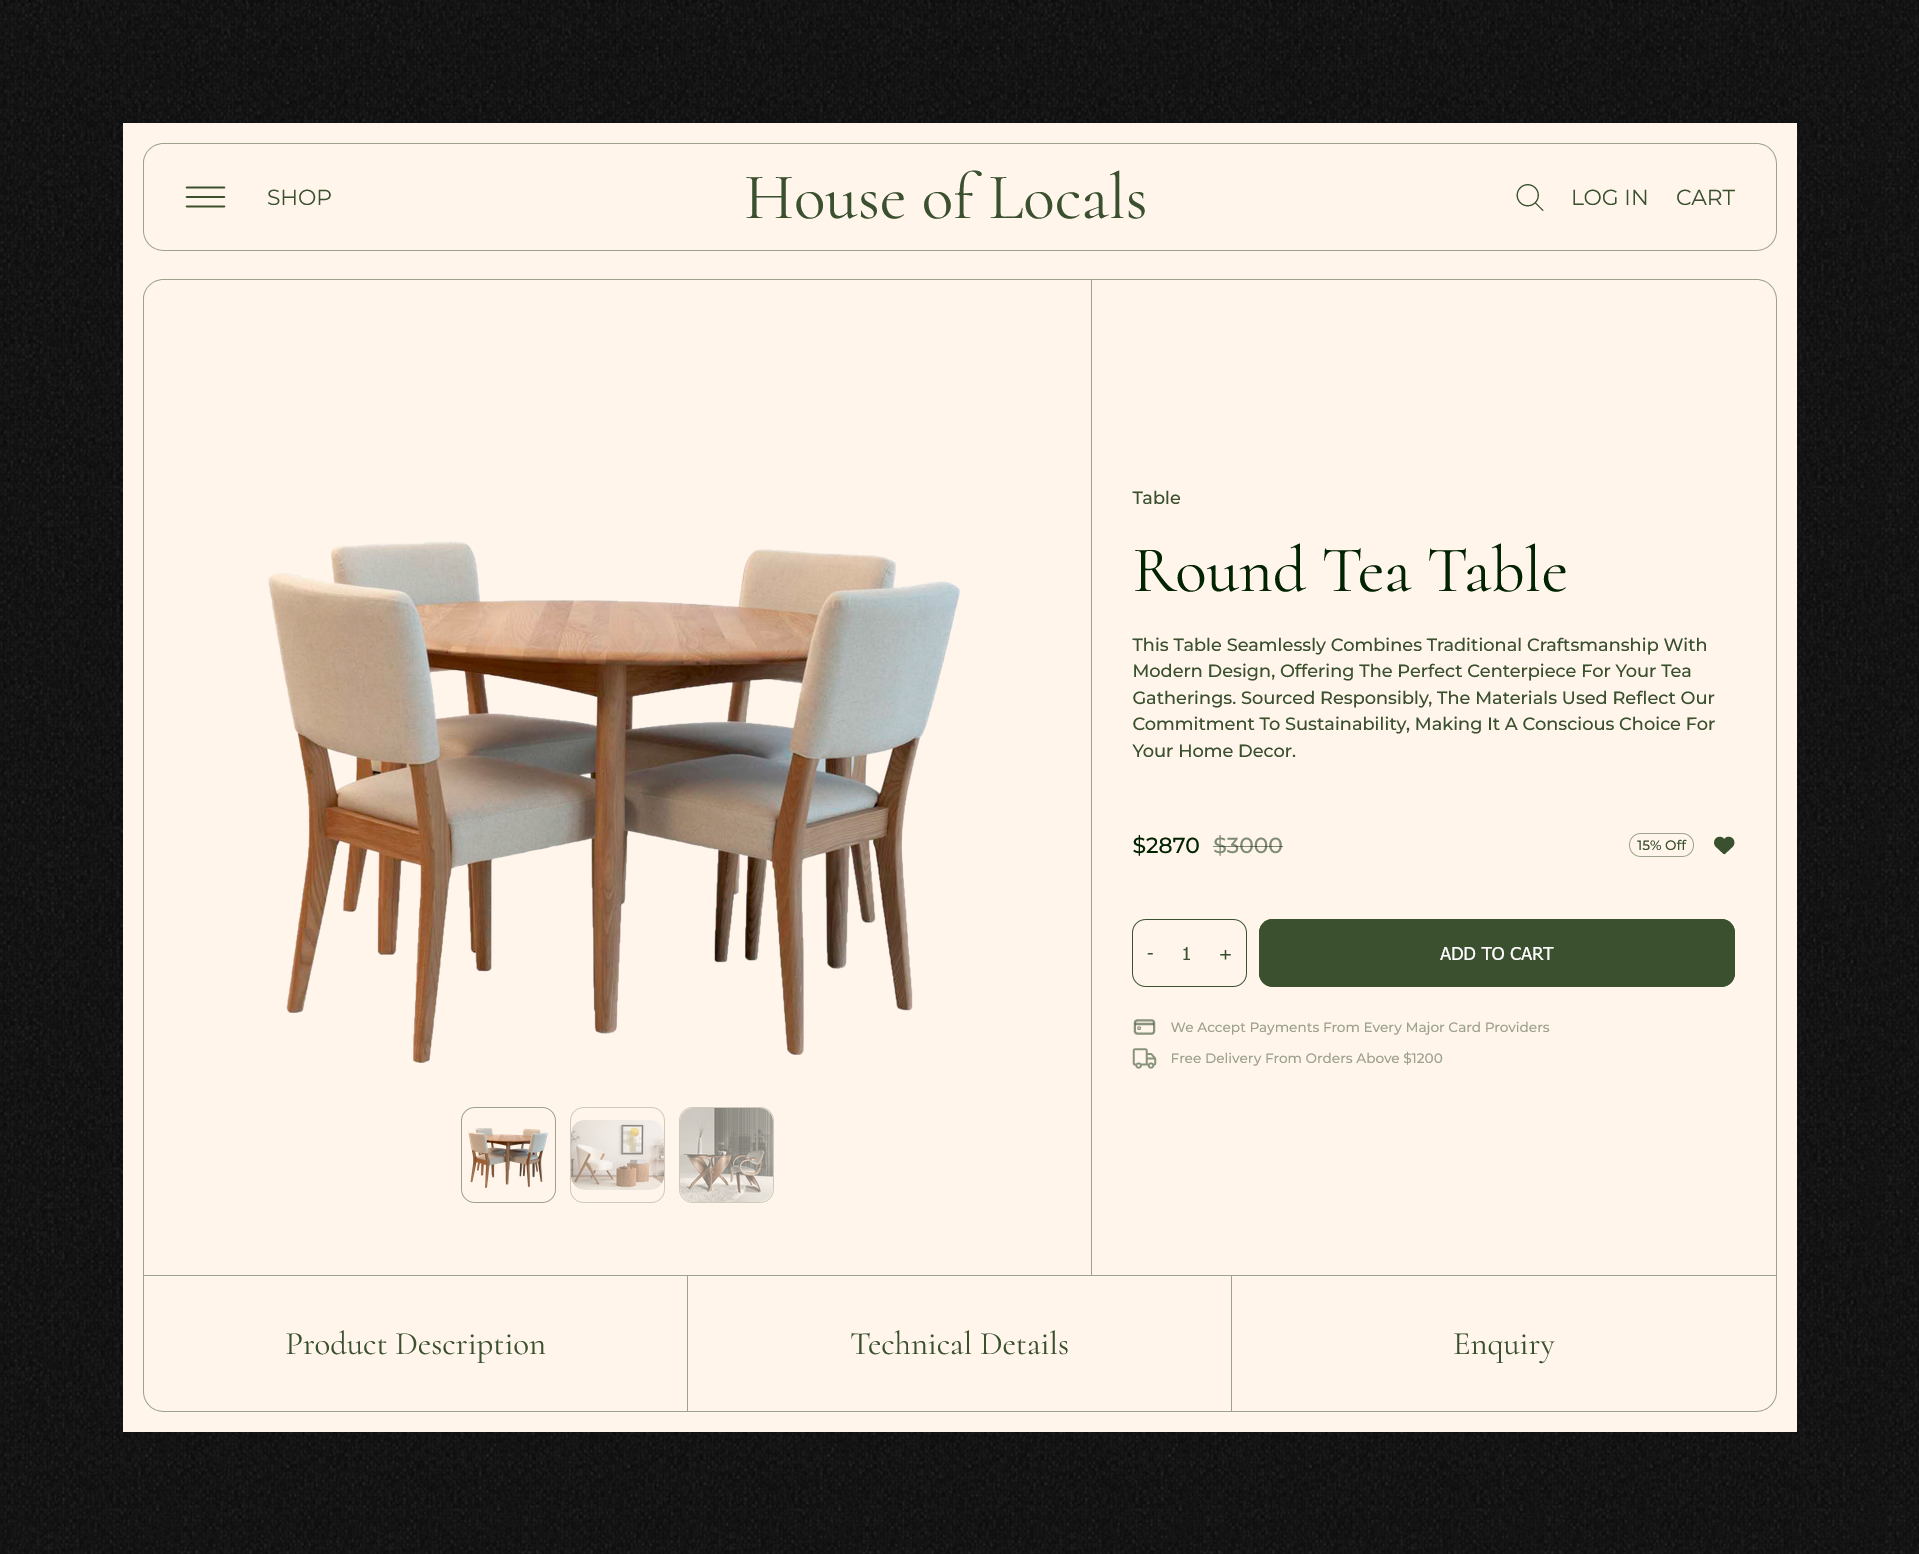 SHOP
House of Locals
LOG IN
CART
Table
Round Tea Table
This Table Seamlessly Combines Traditional Craftsmanship With
Modern Design, Offering The Perfect Centerpiece For Your Tea
Gatherings. Sourced Responsibly, The Materials Used Reflect Our
Commitment To Sustainability, Making It A Conscious Choice For
Your Home Decor.
$2870 $3000
15% Off
- 1 +
ADD TO CART
We Accept Payments From Every Major Card Providers
Free Delivery From Orders Above $1200
Product Description
Technical Details
Enquiry